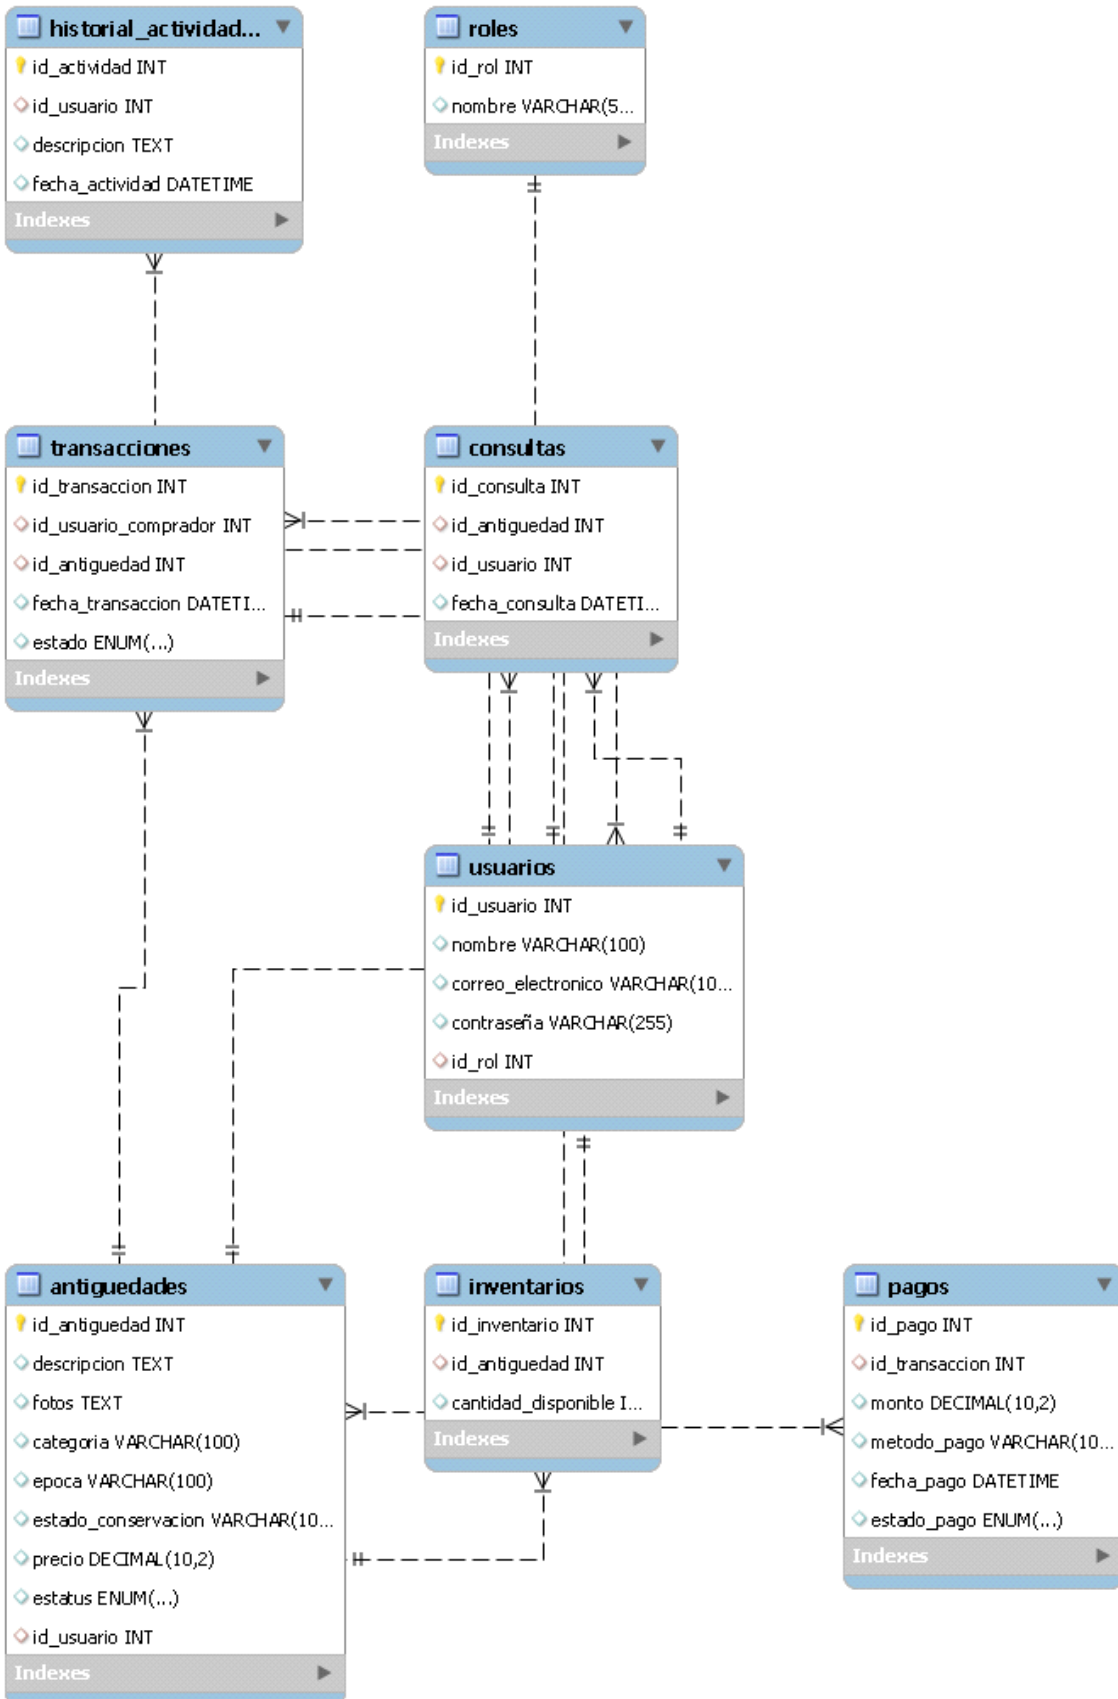 historial_actividad...
id_actividad INT
id_usuario INT
descripcion TEXT
fecha_actividad DATETIME
Indexes
roles
id_rol INT
nombre VARCHAR(5...
Indexes
transacciones
id_transaccion INT
id_usuario_comprador INT
id_antiguedad INT
fecha_transaccion DATETI...
estado ENUM(...)
Indexes
consultas
id_consulta INT
id_antiguedad INT
id_usuario INT
fecha_consulta DATETI...
Indexes
usuarios
id_usuario INT
nombre VARCHAR(100)
correo_electronico VARCHAR(10...
contraseña VARCHAR(255)
id_rol INT
Indexes
antiguedades
id_antiguedad INT
descripcion TEXT
fotos TEXT
categoria VARCHAR(100)
epoca VARCHAR(100)
estado_conservacion VARCHAR(10...
precio DECIMAL(10,2)
estatus ENUM(...)
id_usuario INT
Indexes
inventarios
id_inventario INT
id_antiguedad INT
cantidad_disponible I...
Indexes
pagos
id_pago INT
id_transaccion INT
monto DECIMAL(10,2)
metodo_pago VARCHAR(10...
fecha_pago DATETIME
estado_pago ENUM(...)
Indexes